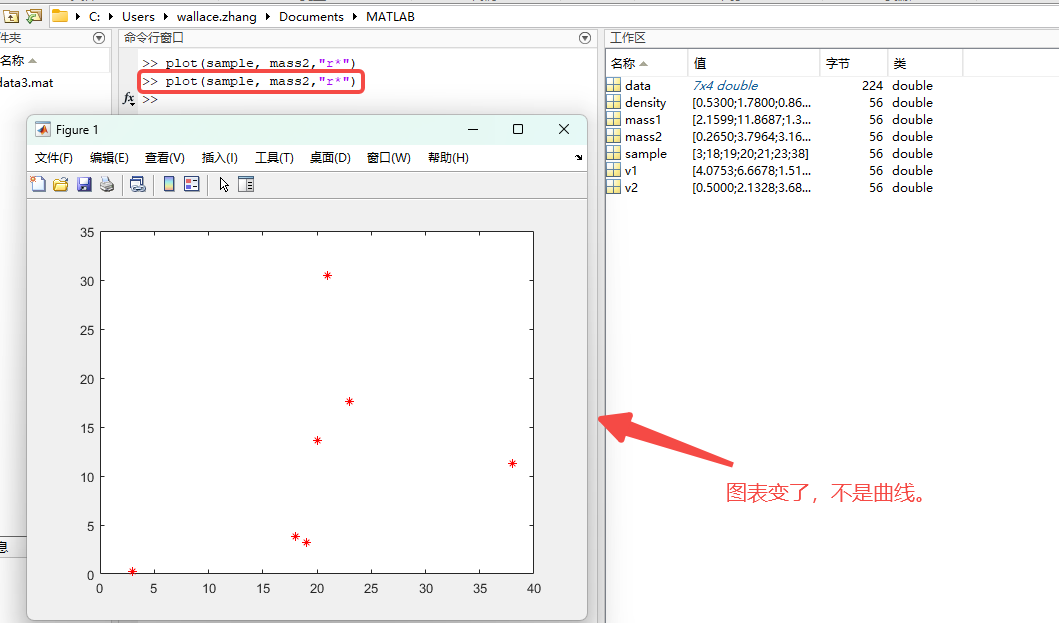 C: Users wallace.zhang Documents MATLAB
件夹
名称
data3.mat
息
命令行窗口
>> plot(sample, mass2,"r*")
>> plot(sample, mass2,"r*")
fx >>
Figure 1
文件(F) 编辑(E) 查看(V) 插入(I) 工具(T) 桌面(D) 窗口(W) 帮助(H)
35
30
25
20
15
10
5
0
0 5 10 15 20 25 30 35 40
工作区
名称 值 字节 类
data 7x4 double 224 double
density [0.5300;1.7800;0.86... 56 double
mass1 [2.1599;11.8687;1.3... 56 double
mass2 [0.2650;3.7964;3.16... 56 double
sample [3;18;19;20;21;23;38] 56 double
v1 [4.0753;6.6678;1.51... 56 double
v2 [0.5000;2.1328;3.68... 56 double
图表变了，不是曲线。